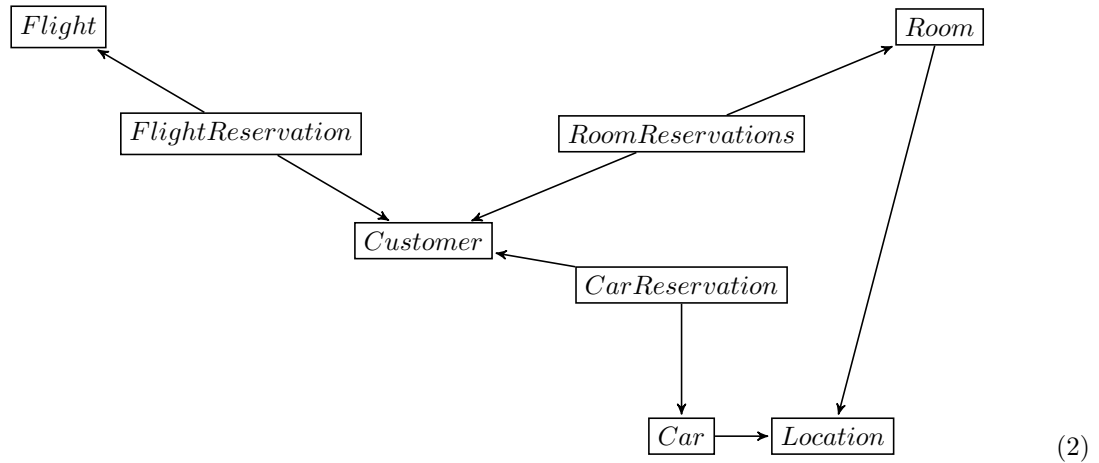 Flight
Room
FlightReservation
RoomReservations
Customer
CarReservation
Car
Location
(2)